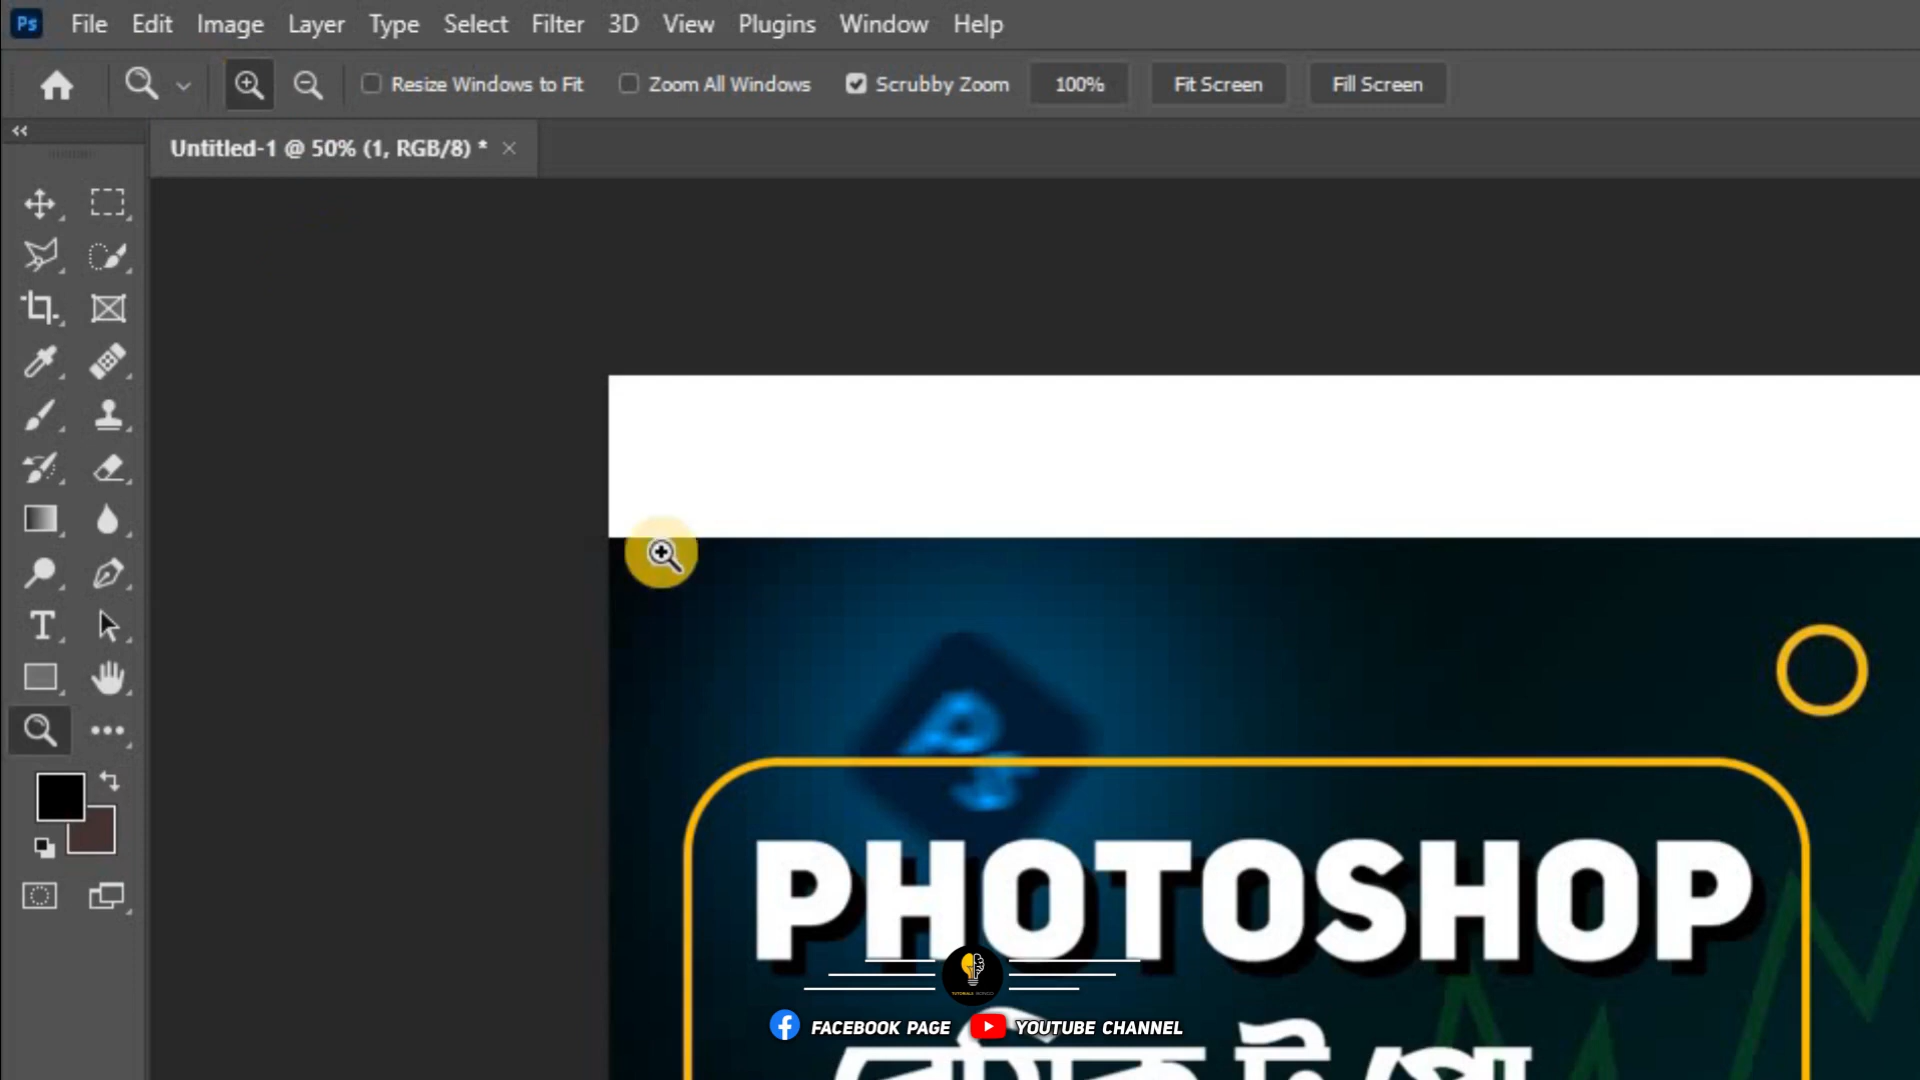 Ps File Edit Image Layer Type Select Filter 3D View Plugins Window Help
Resize Windows to Fit Zoom All Windows Scrubby Zoom 100% Fit Screen Fill Screen
Untitled-1 @ 50% (1, RGB/8) * ×
Ps
PHOTOSHOP
FACEBOOK PAGE YOUTUBE CHANNEL
বেসিক টু প্রো